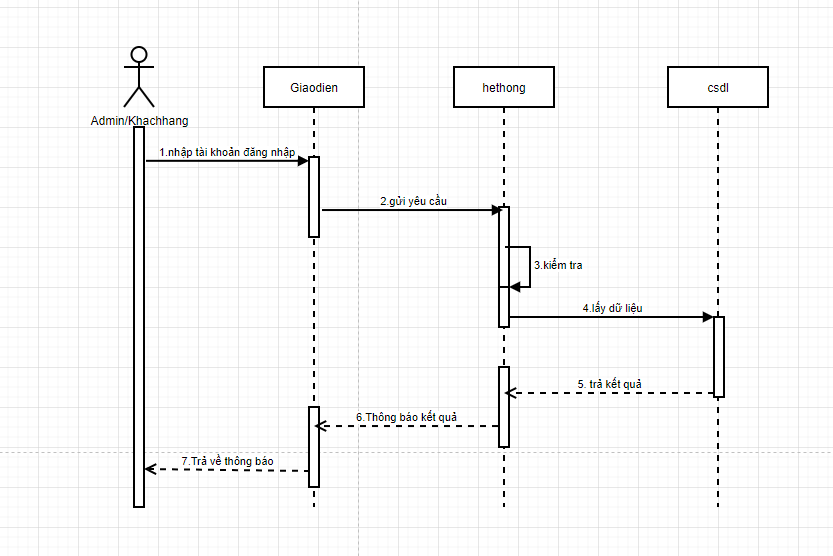 Giaodien
hethong
csdl
Admin/Khachhang
1.nhập tài khoản đăng nhập
2.gửi yêu cầu
3.kiểm tra
4.lấy dữ liệu
5. trả kết quả
6.Thông báo kết quả
7.Trả về thông báo